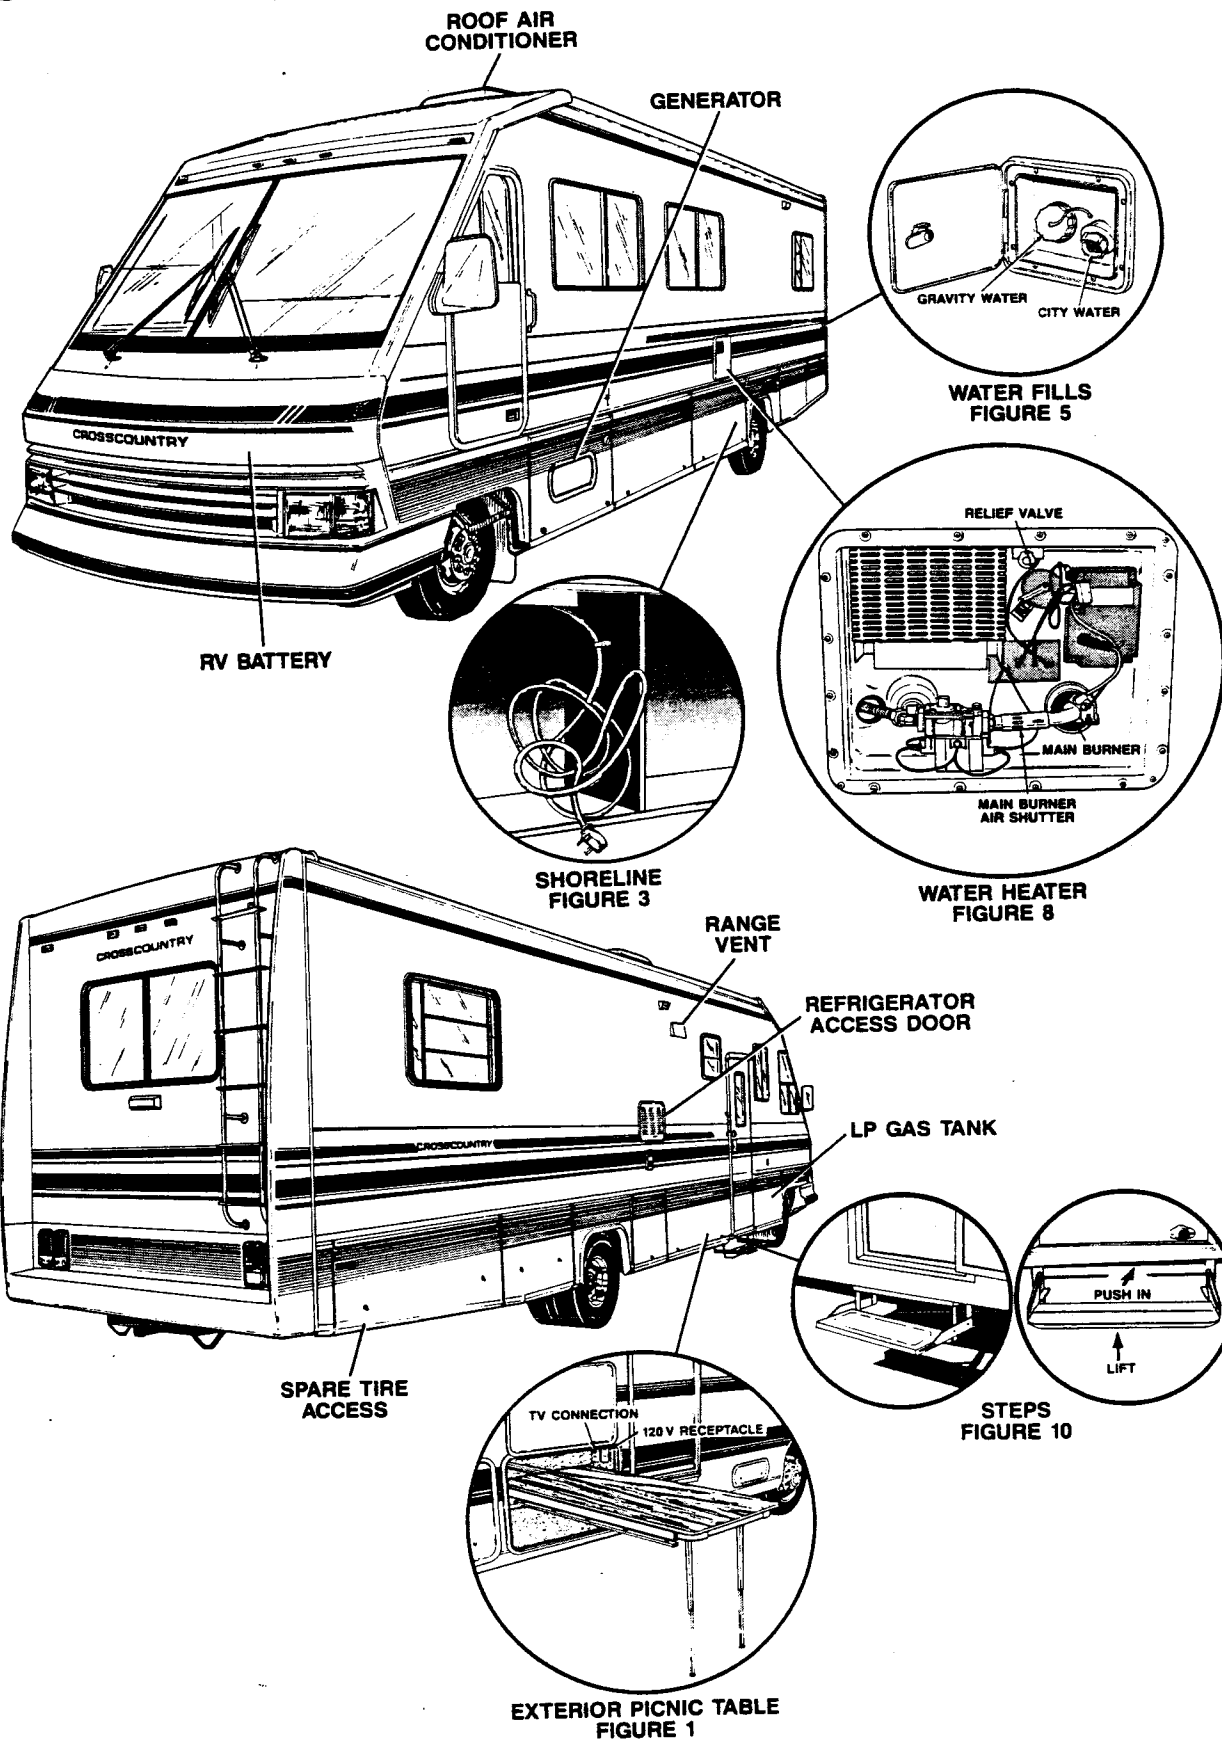 ROOF AIR
CONDITIONER
GENERATOR
GRAVITY WATER
CITY WATER
WATER FILLS
FIGURE 5
CROSSCOUNTRY
RELIEF VALVE
RV BATTERY
MAIN BURNER
MAIN BURNER
AIR SHUTTER
SHORELINE
FIGURE 3
WATER HEATER
FIGURE 8
RANGE
VENT
CROSSCOUNTRY
REFRIGERATOR
ACCESS DOOR
LP GAS TANK
CROSSCOUNTRY
PUSH IN
LIFT
SPARE TIRE
ACCESS
STEPS
FIGURE 10
TV CONNECTION
120 V RECEPTACLE
EXTERIOR PICNIC TABLE
FIGURE 1